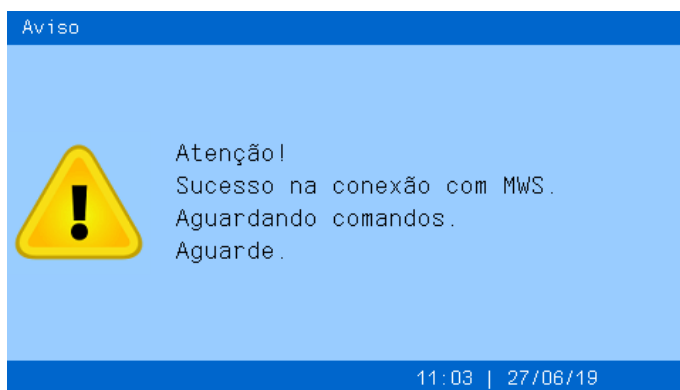 Aviso
Atenção!
Sucesso na conexão com MWS.
Aguardando comandos.
Aguarde.
11:03 | 27/06/19